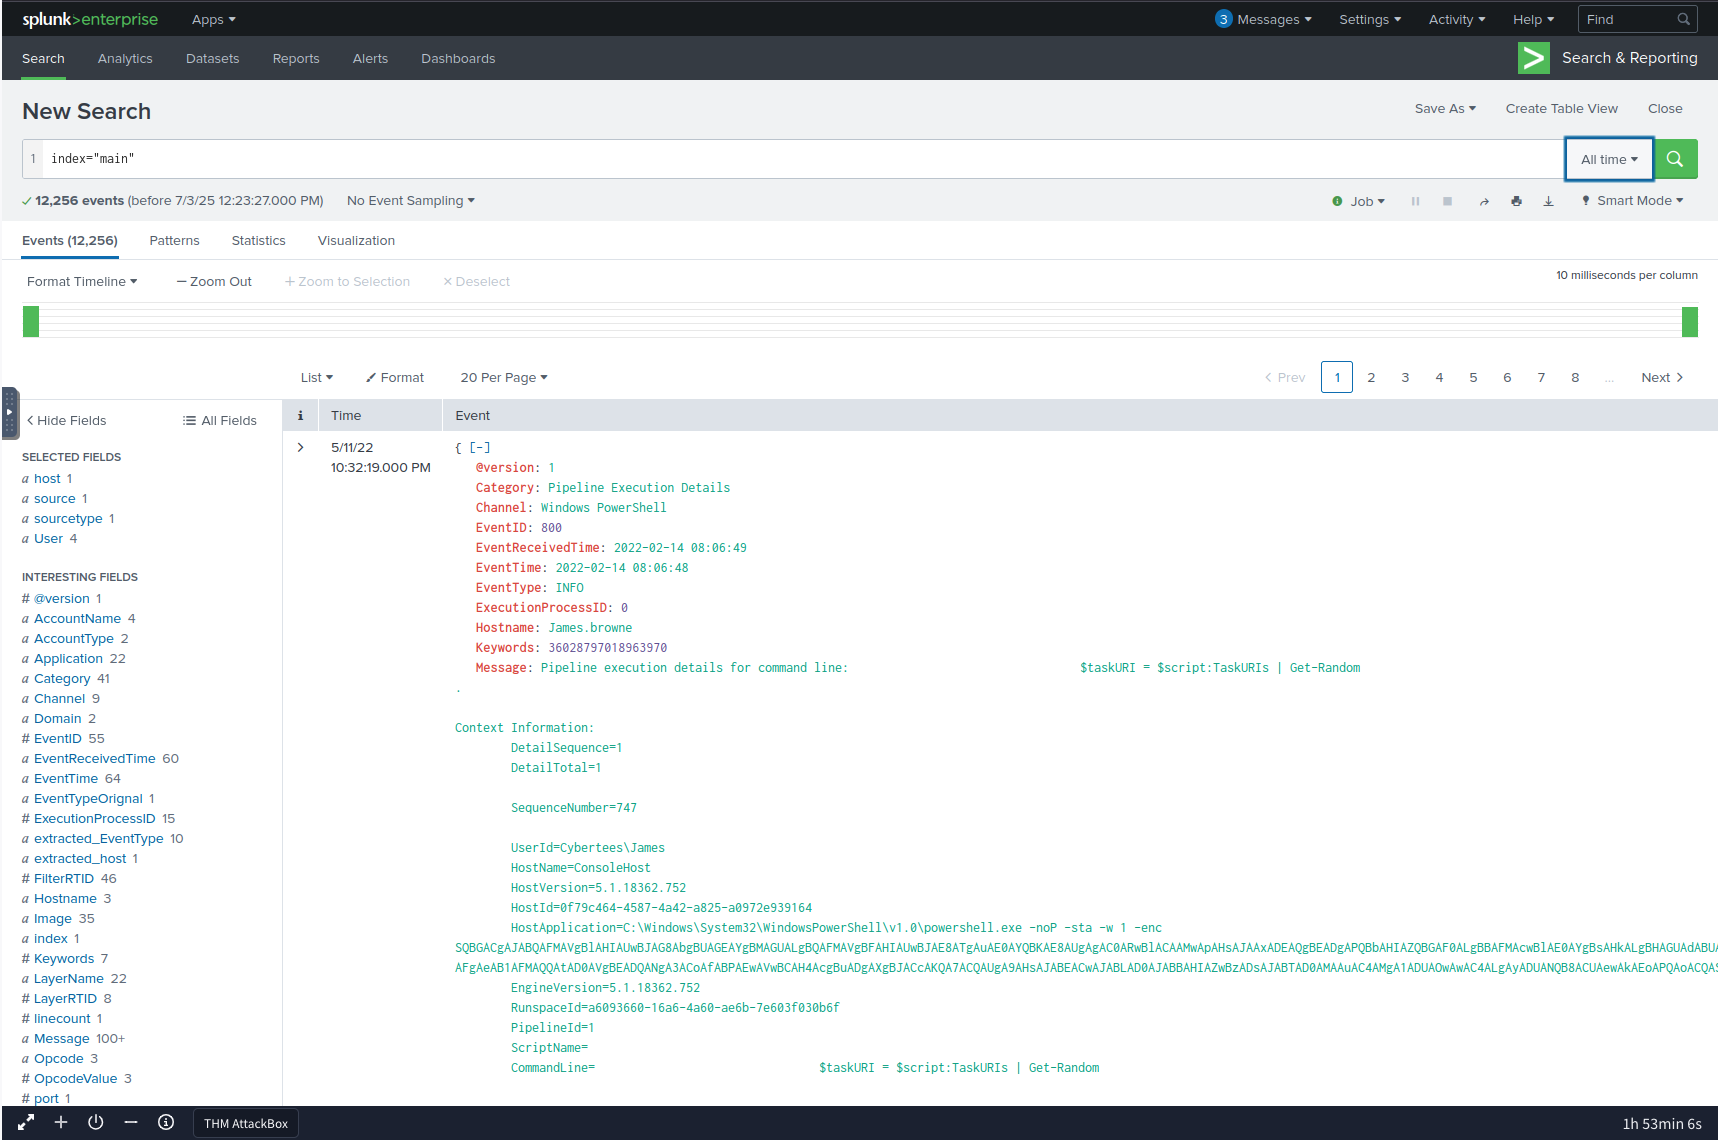 splunk>enterprise Apps 3 Messages Settings Activity Help Find
Search Analytics Datasets Reports Alerts Dashboards Search & Reporting
New Search Save As Create Table View Close
1 index="main" All time
12,256 events (before 7/3/25 12:23:27.000 PM) No Event Sampling Job Smart Mode
Events (12,256) Patterns Statistics Visualization
Format Timeline — Zoom Out + Zoom to Selection × Deselect 10 milliseconds per column
List Format 20 Per Page < Prev 1 2 3 4 5 6 7 8 ... Next >
< Hide Fields All Fields
SELECTED FIELDS
a host 1
a source 1
a sourcetype 1
a User 4
INTERESTING FIELDS
# @version 1
a AccountName 4
a AccountType 2
a Application 22
a Category 41
a Channel 9
a Domain 2
# EventID 55
a EventReceivedTime 60
a EventTime 64
a EventTypeOrignal 1
# ExecutionProcessID 15
a extracted_EventType 10
a extracted_host 1
# FilterRTID 46
a Hostname 3
a Image 35
a index 1
# Keywords 7
a LayerName 22
# LayerRTID 8
# linecount 1
a Message 100+
a Opcode 3
# OpcodeValue 3
# port 1
i Time Event
> 5/11/22
10:32:19.000 PM
{ [-]
@version: 1
Category: Pipeline Execution Details
Channel: Windows PowerShell
EventID: 800
EventReceivedTime: 2022-02-14 08:06:49
EventTime: 2022-02-14 08:06:48
EventType: INFO
ExecutionProcessID: 0
Hostname: James.browne
Keywords: 36028797018963970
Message: Pipeline execution details for command line: $taskURI = $script:TaskURIs | Get-Random
.
Context Information:
DetailSequence=1
DetailTotal=1
SequenceNumber=747
UserId=Cybertees\James
HostName=ConsoleHost
HostVersion=5.1.18362.752
HostId=0f79c464-4587-4a42-a825-a0972e939164
HostApplication=C:\Windows\System32\WindowsPowerShell\v1.0\powershell.exe -noP -sta -w 1 -enc
EngineVersion=5.1.18362.752
RunspaceId=a6093660-16a6-4a60-ae6b-7e603f030b6f
PipelineId=1
ScriptName=
CommandLine= $taskURI = $script:TaskURIs | Get-Random
THM AttackBox 1h 53min 6s